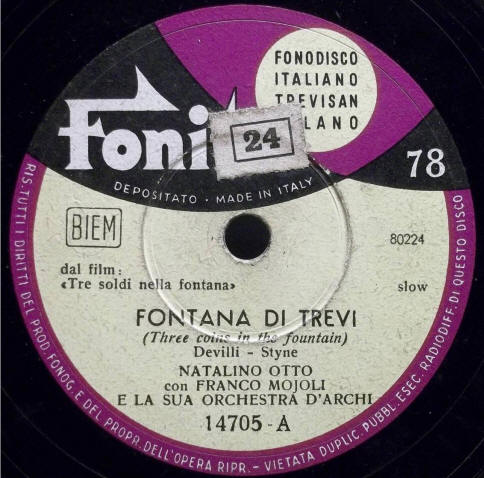 FONODISCO
ITALIANO
TREVISAN
LANO
Foni
24
78
DEPOSITATO · MADE IN ITALY
BIEM
80224
dal film:
«Tre soldi nella fontana»
slow
FONTANA DI TREVI
(Three coins in the fountain)
Devilli - Styne
NATALINO OTTO
con FRANCO MOJOLI
E LA SUA ORCHESTRA D'ARCHI
14705 - A
RIS. TUTTI I DIRITTI DEL PROD. FONOG. E DEL PROPR. DELL'OPERA RIPR. - VIETATA DUPLIC. PUBBL. ESEC. RADIODIFF. DI QUESTO DISCO